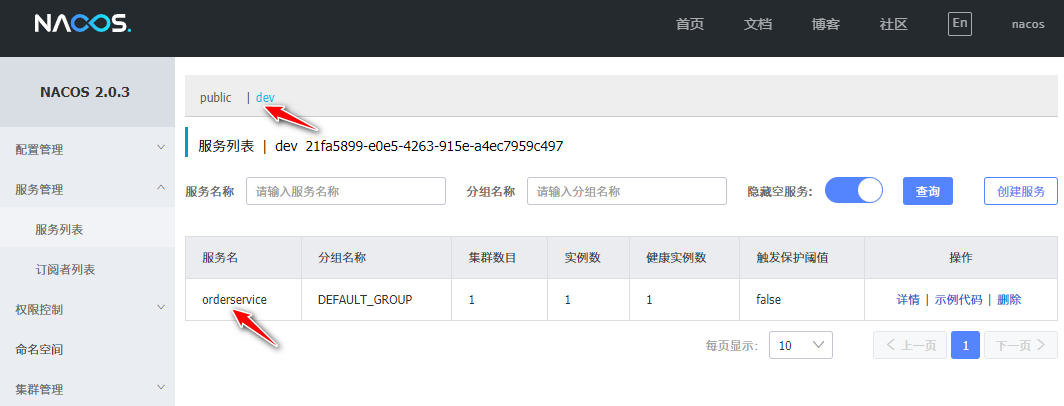 NACOS.
首页 文档 博客 社区 En nacos
NACOS 2.0.3
配置管理
服务管理
服务列表
订阅者列表
权限控制
命名空间
集群管理
public | dev
服务列表 | dev 21fa5899-e0e5-4263-915e-a4ec7959c497
服务名称 请输入服务名称 分组名称 请输入分组名称 隐藏空服务: 查询 创建服务
服务名 分组名称 集群数目 实例数 健康实例数 触发保护阈值 操作
orderservice DEFAULT_GROUP 1 1 1 false 详情 | 示例代码 | 删除
每页显示: 10 上一页 1 下一页